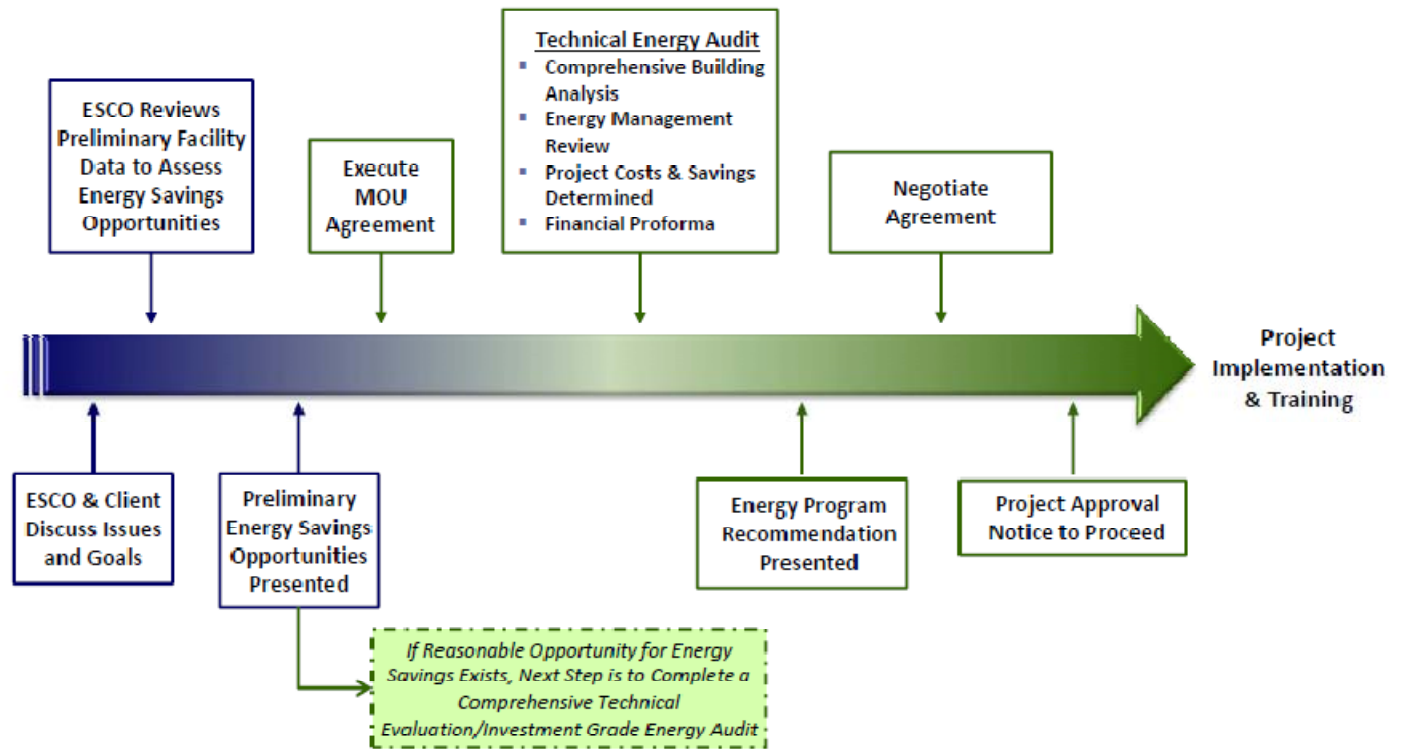 Technical Energy Audit
▪ Comprehensive Building
Analysis
▪ Energy Management
Review
▪ Project Costs & Savings
Determined
▪ Financial Proforma
ESCO Reviews
Preliminary Facility
Data to Assess
Energy Savings
Opportunities
Execute
MOU
Agreement
Negotiate
Agreement
Project
Implementation
& Training
ESCO & Client
Discuss Issues
and Goals
Preliminary
Energy Savings
Opportunities
Presented
Energy Program
Recommendation
Presented
Project Approval
Notice to Proceed
If Reasonable Opportunity for Energy
Savings Exists, Next Step is to Complete a
Comprehensive Technical
Evaluation/Investment Grade Energy Audit